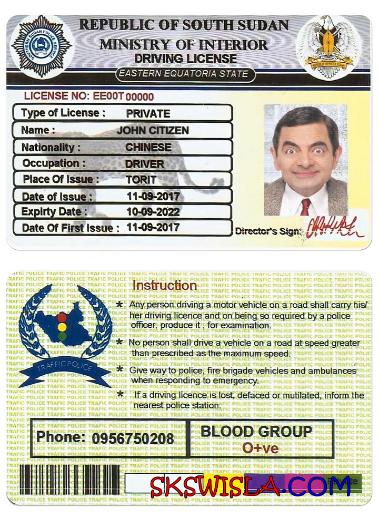 REPUBLIC OF SOUTH SUDAN
MINISTRY OF INTERIOR
DRIVING LICENSE
EASTERN EQUATORIA STATE
LICENSE NO: EE00T00000
Type of License : PRIVATE
Name : JOHN CITIZEN
Nationality : CHINESE
Occupation : DRIVER
Place Of Issue : TORIT
Date of Issue : 11-09-2017
Expiry Date : 10-09-2022
Date Of First Issue : 11-09-2017
Director's Sign:
Instruction
* Any person driving a motor vehicle on a road shall carry his/
her driving licence and on being so required by a police
officer, produce it , for examination.
* No person shall drive a vehicle on a road at speed greater
than prescribed as the maximum speed.
* Give way to police, fire brigade vehicles and ambulances
when responding to emergency.
* If a driving licence is lost, defaced or mutilated, inform the
nearest police station.
TRAFFIC POLICE
Phone: 0956750208
BLOOD GROUP
O+ve
SKSWISLA.COM